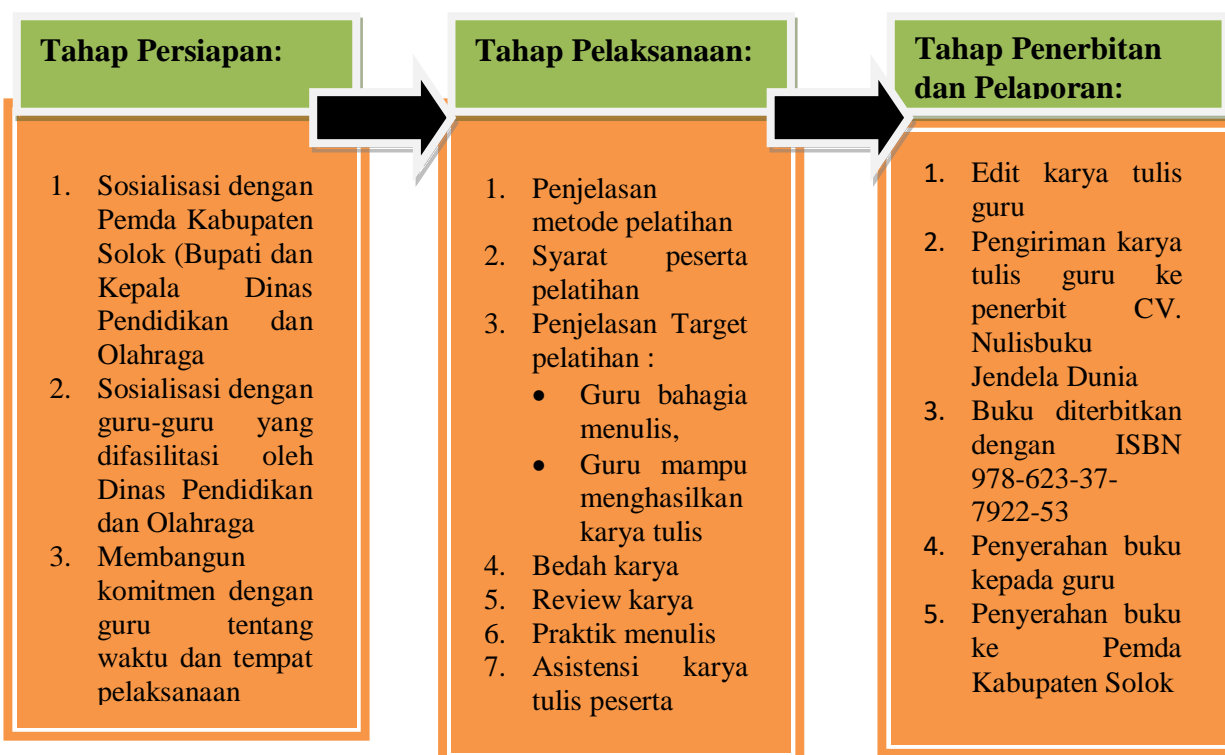 Tahap Persiapan:
1. Sosialisasi dengan
Pemda Kabupaten
Solok (Bupati dan
Kepala Dinas
Pendidikan dan
Olahraga
2. Sosialisasi dengan
guru-guru yang
difasilitasi oleh
Dinas Pendidikan
dan Olahraga
3. Membangun
komitmen dengan
guru tentang
waktu dan tempat
pelaksanaan
Tahap Pelaksanaan:
1. Penjelasan
metode pelatihan
2. Syarat peserta
pelatihan
3. Penjelasan Target
pelatihan :
• Guru bahagia
menulis,
• Guru mampu
menghasilkan
karya tulis
4. Bedah karya
5. Review karya
6. Praktik menulis
7. Asistensi karya
tulis peserta
Tahap Penerbitan
dan Pelaporan:
1. Edit karya tulis
guru
2. Pengiriman karya
tulis guru ke
penerbit CV.
Nulisbuku
Jendela Dunia
3. Buku diterbitkan
dengan ISBN
978-623-37-
7922-53
4. Penyerahan buku
kepada guru
5. Penyerahan buku
ke Pemda
Kabupaten Solok